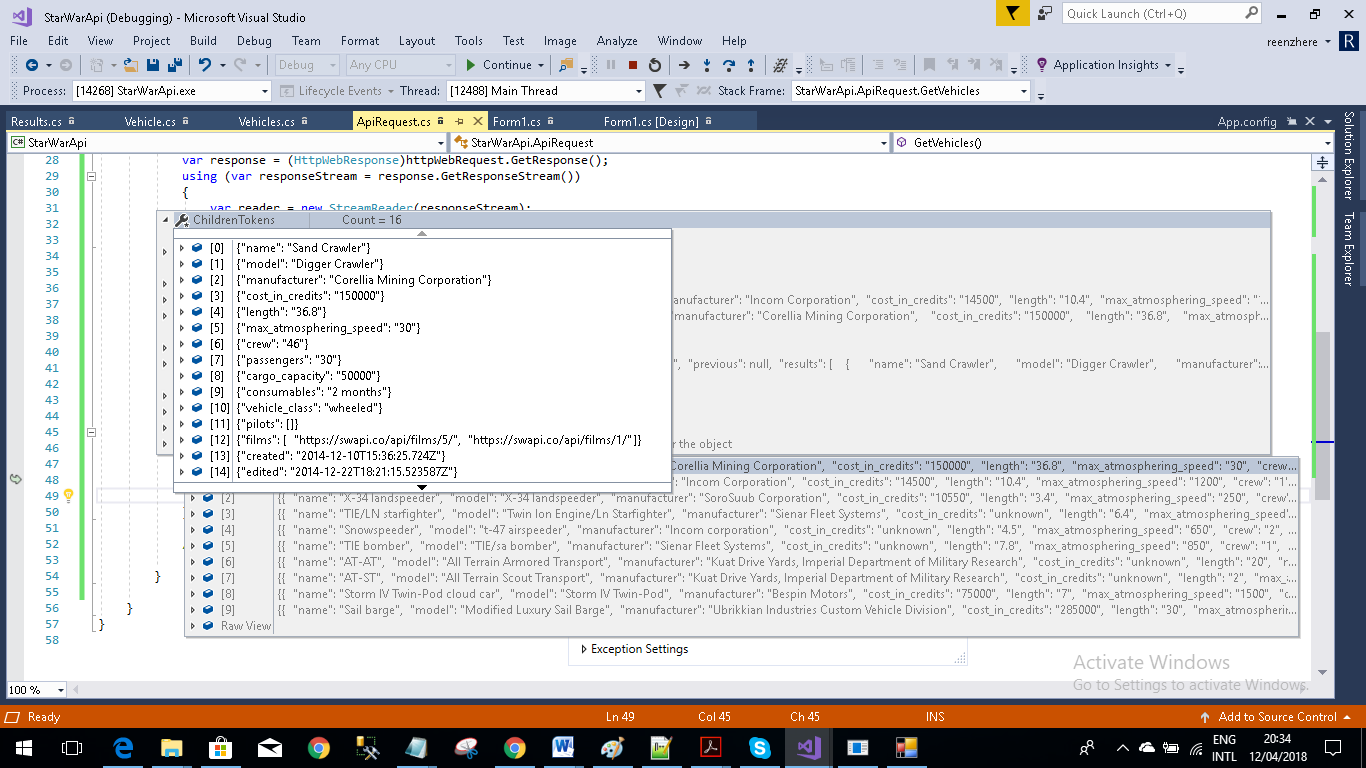 StarWarApi (Debugging) - Microsoft Visual Studio
Quick Launch (Ctrl+Q)
File Edit View Project Build Debug Team Format Layout Tools Test Image Analyze Window Help
reenzhere R
Debug Any CPU Continue Application Insights
Process: [14268] StarWarApi.exe Lifecycle Events Thread: [12488] Main Thread Stack Frame: StarWarApi.ApiRequest.GetVehicles
Results.cs Vehicle.cs Vehicles.cs ApiRequest.cs Form1.cs Form1.cs [Design] App.config
StarWarApi StarWarApi.ApiRequest GetVehicles()
Solution Explorer
Team Explorer
28 var response = (HttpWebResponse)httpWebRequest.GetResponse();
29 using (var responseStream = response.GetResponseStream())
30 {
31 var reader = new StreamReader(responseStream);
32 ChildrenTokens Count = 16
33 [0] {"name": "Sand Crawler"}
34 [1] {"model": "Digger Crawler"}
35 [2] {"manufacturer": "Corellia Mining Corporation"}
36 [3] {"cost_in_credits": "150000"} anufacturer": "Incom Corporation", "cost_in_credits": "14500", "length": "10.4", "max_atmosphering_speed": "...
37 [4] {"length": "36.8"} manufacturer": "Corellia Mining Corporation", "cost_in_credits": "150000", "length": "36.8", "max_atmosph...
38 [5] {"max_atmosphering_speed": "30"}
39 [6] {"crew": "46"}
40 [7] {"passengers": "30"} ", "previous": null, "results": [ { "name": "Sand Crawler", "model": "Digger Crawler", "manufacturer":...
41 [8] {"cargo_capacity": "50000"}
42 [9] {"consumables": "2 months"}
43 [10] {"vehicle_class": "wheeled"}
44 [11] {"pilots": []}
45 [12] {"films": [ "https://swapi.co/api/films/5/", "https://swapi.co/api/films/1/"]} r the object
46 [13] {"created": "2014-12-10T15:36:25.724Z"}
47 [14] {"edited": "2014-12-22T18:21:15.523587Z"} Corellia Mining Corporation", "cost_in_credits": "150000", "length": "36.8", "max_atmosphering_speed": "30", "crew...
48 ": "Incom Corporation", "cost_in_credits": "14500", "length": "10.4", "max_atmosphering_speed": "1200", "crew": "1"
49 [2] {{ "name": "X-34 landspeeder", "model": "X-34 landspeeder", "manufacturer": "SoroSuub Corporation", "cost_in_credits": "10550", "length": "3.4", "max_atmosphering_speed": "250", "crew"
50 [3] {{ "name": "TIE/LN starfighter", "model": "Twin Ion Engine/Ln Starfighter", "manufacturer": "Sienar Fleet Systems", "cost_in_credits": "unknown", "length": "6.4", "max_atmosphering_speed"
51 [4] {{ "name": "Snowspeeder", "model": "t-47 airspeeder", "manufacturer": "Incom corporation", "cost_in_credits": "unknown", "length": "4.5", "max_atmosphering_speed": "650", "crew": "2",
52 [5] {{ "name": "TIE bomber", "model": "TIE/sa bomber", "manufacturer": "Sienar Fleet Systems", "cost_in_credits": "unknown", "length": "7.8", "max_atmosphering_speed": "850", "crew": "1", ...
53 [6] {{ "name": "AT-AT", "model": "All Terrain Armored Transport", "manufacturer": "Kuat Drive Yards, Imperial Department of Military Research", "cost_in_credits": "unknown", "length": "20",
54 } [7] {{ "name": "AT-ST", "model": "All Terrain Scout Transport", "manufacturer": "Kuat Drive Yards, Imperial Department of Military Research", "cost_in_credits": "unknown", "length": "2",
55 [8] {{ "name": "Storm IV Twin-Pod cloud car", "model": "Storm IV Twin-Pod", "manufacturer": "Bespin Motors", "cost_in_credits": "75000", "length": "7", "max_atmosphering_speed": "1500",
56 } [9] {{ "name": "Sail barge", "model": "Modified Luxury Sail Barge", "manufacturer": "Ubrikkian Industries Custom Vehicle Division", "cost_in_credits": "285000", "length": "30", "max_atmospherin...
57 } Raw View
58
Exception Settings
Activate Windows
Go to Settings to activate Windows.
100 %
Ready Ln 49 Col 45 Ch 45 INS Add to Source Control
ENG 20:34
INTL 12/04/2018